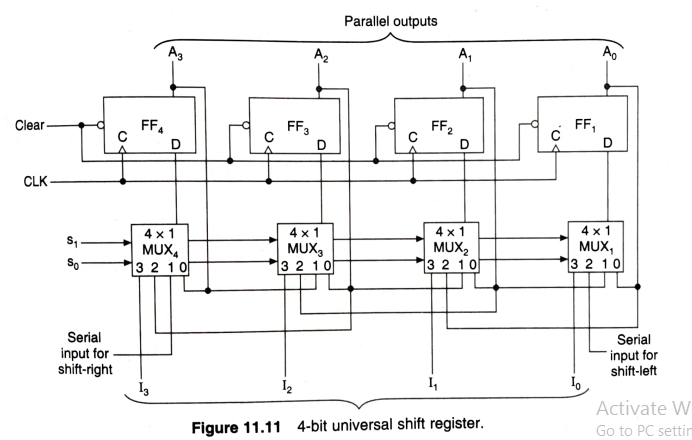 Parallel outputs
A3 A2 A1 A0
Clear
FF4 FF3 FF2 FF1
C D C D C D C D
CLK
4 × 1 4 × 1 4 × 1 4 × 1
S1 MUX4 MUX3 MUX2 MUX1
S0 3 2 1 0 3 2 1 0 3 2 1 0 3 2 1 0
Serial
input for
shift-right
Serial
input for
shift-left
I3 I2 I1 I0
Figure 11.11 4-bit universal shift register.
Activate W
Go to PC settin